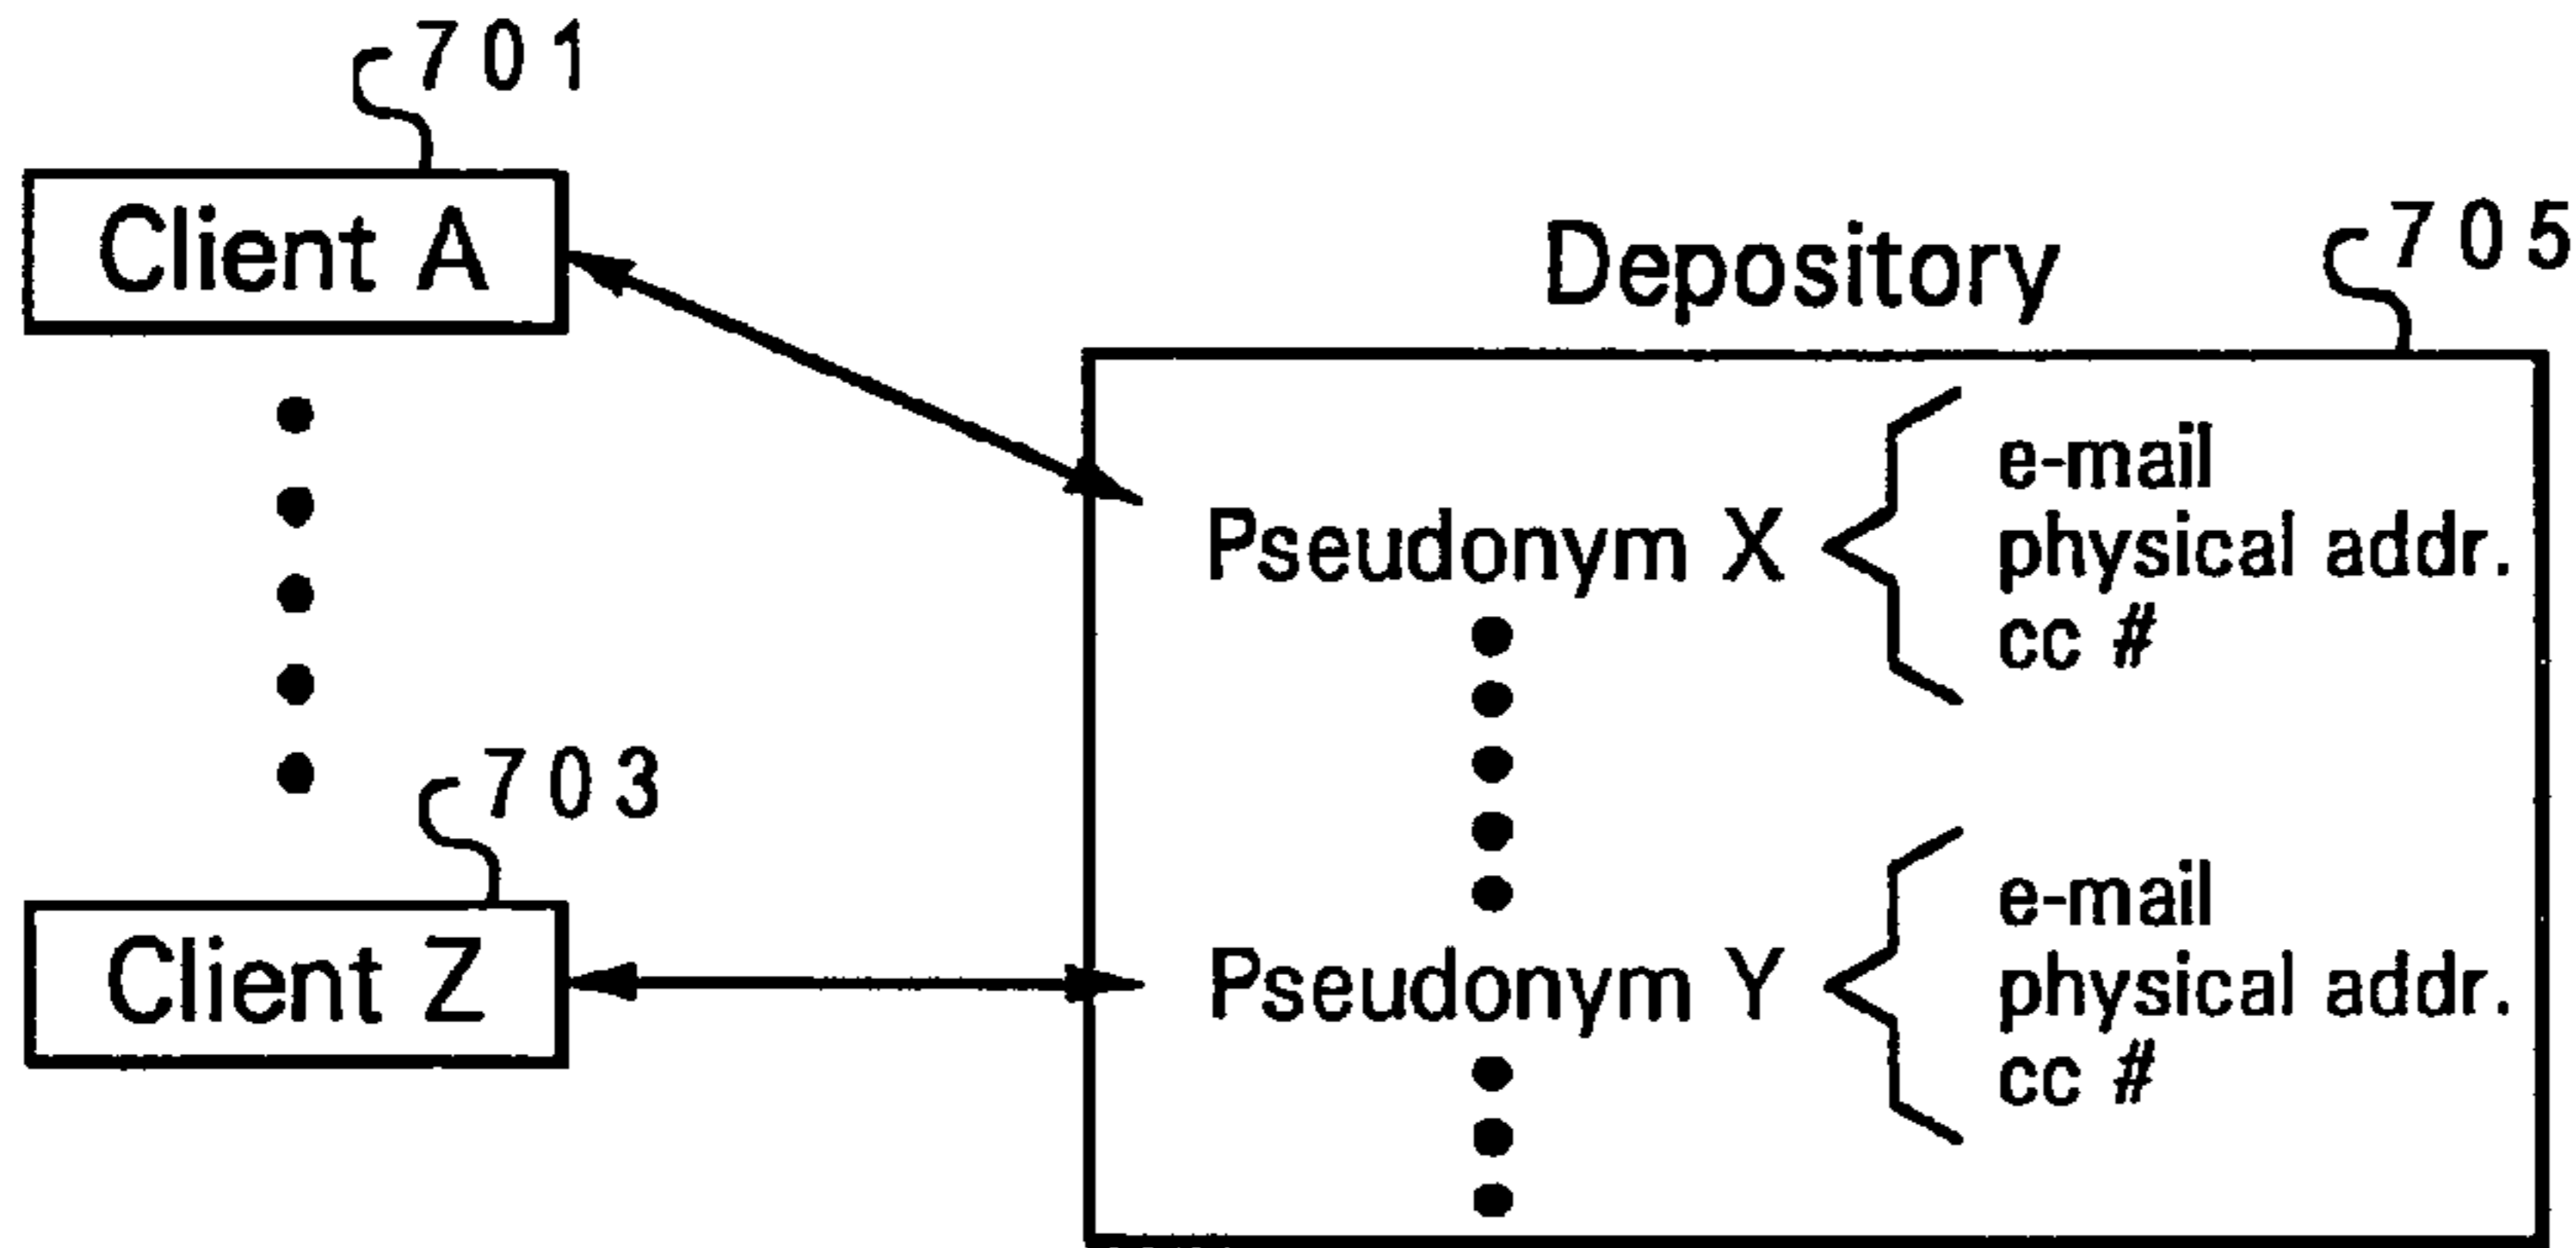 701
Client A
Depository
705
e-mail
Pseudonym X
physical addr.
cc #
703
Client Z
e-mail
Pseudonym Y
physical addr.
cc #